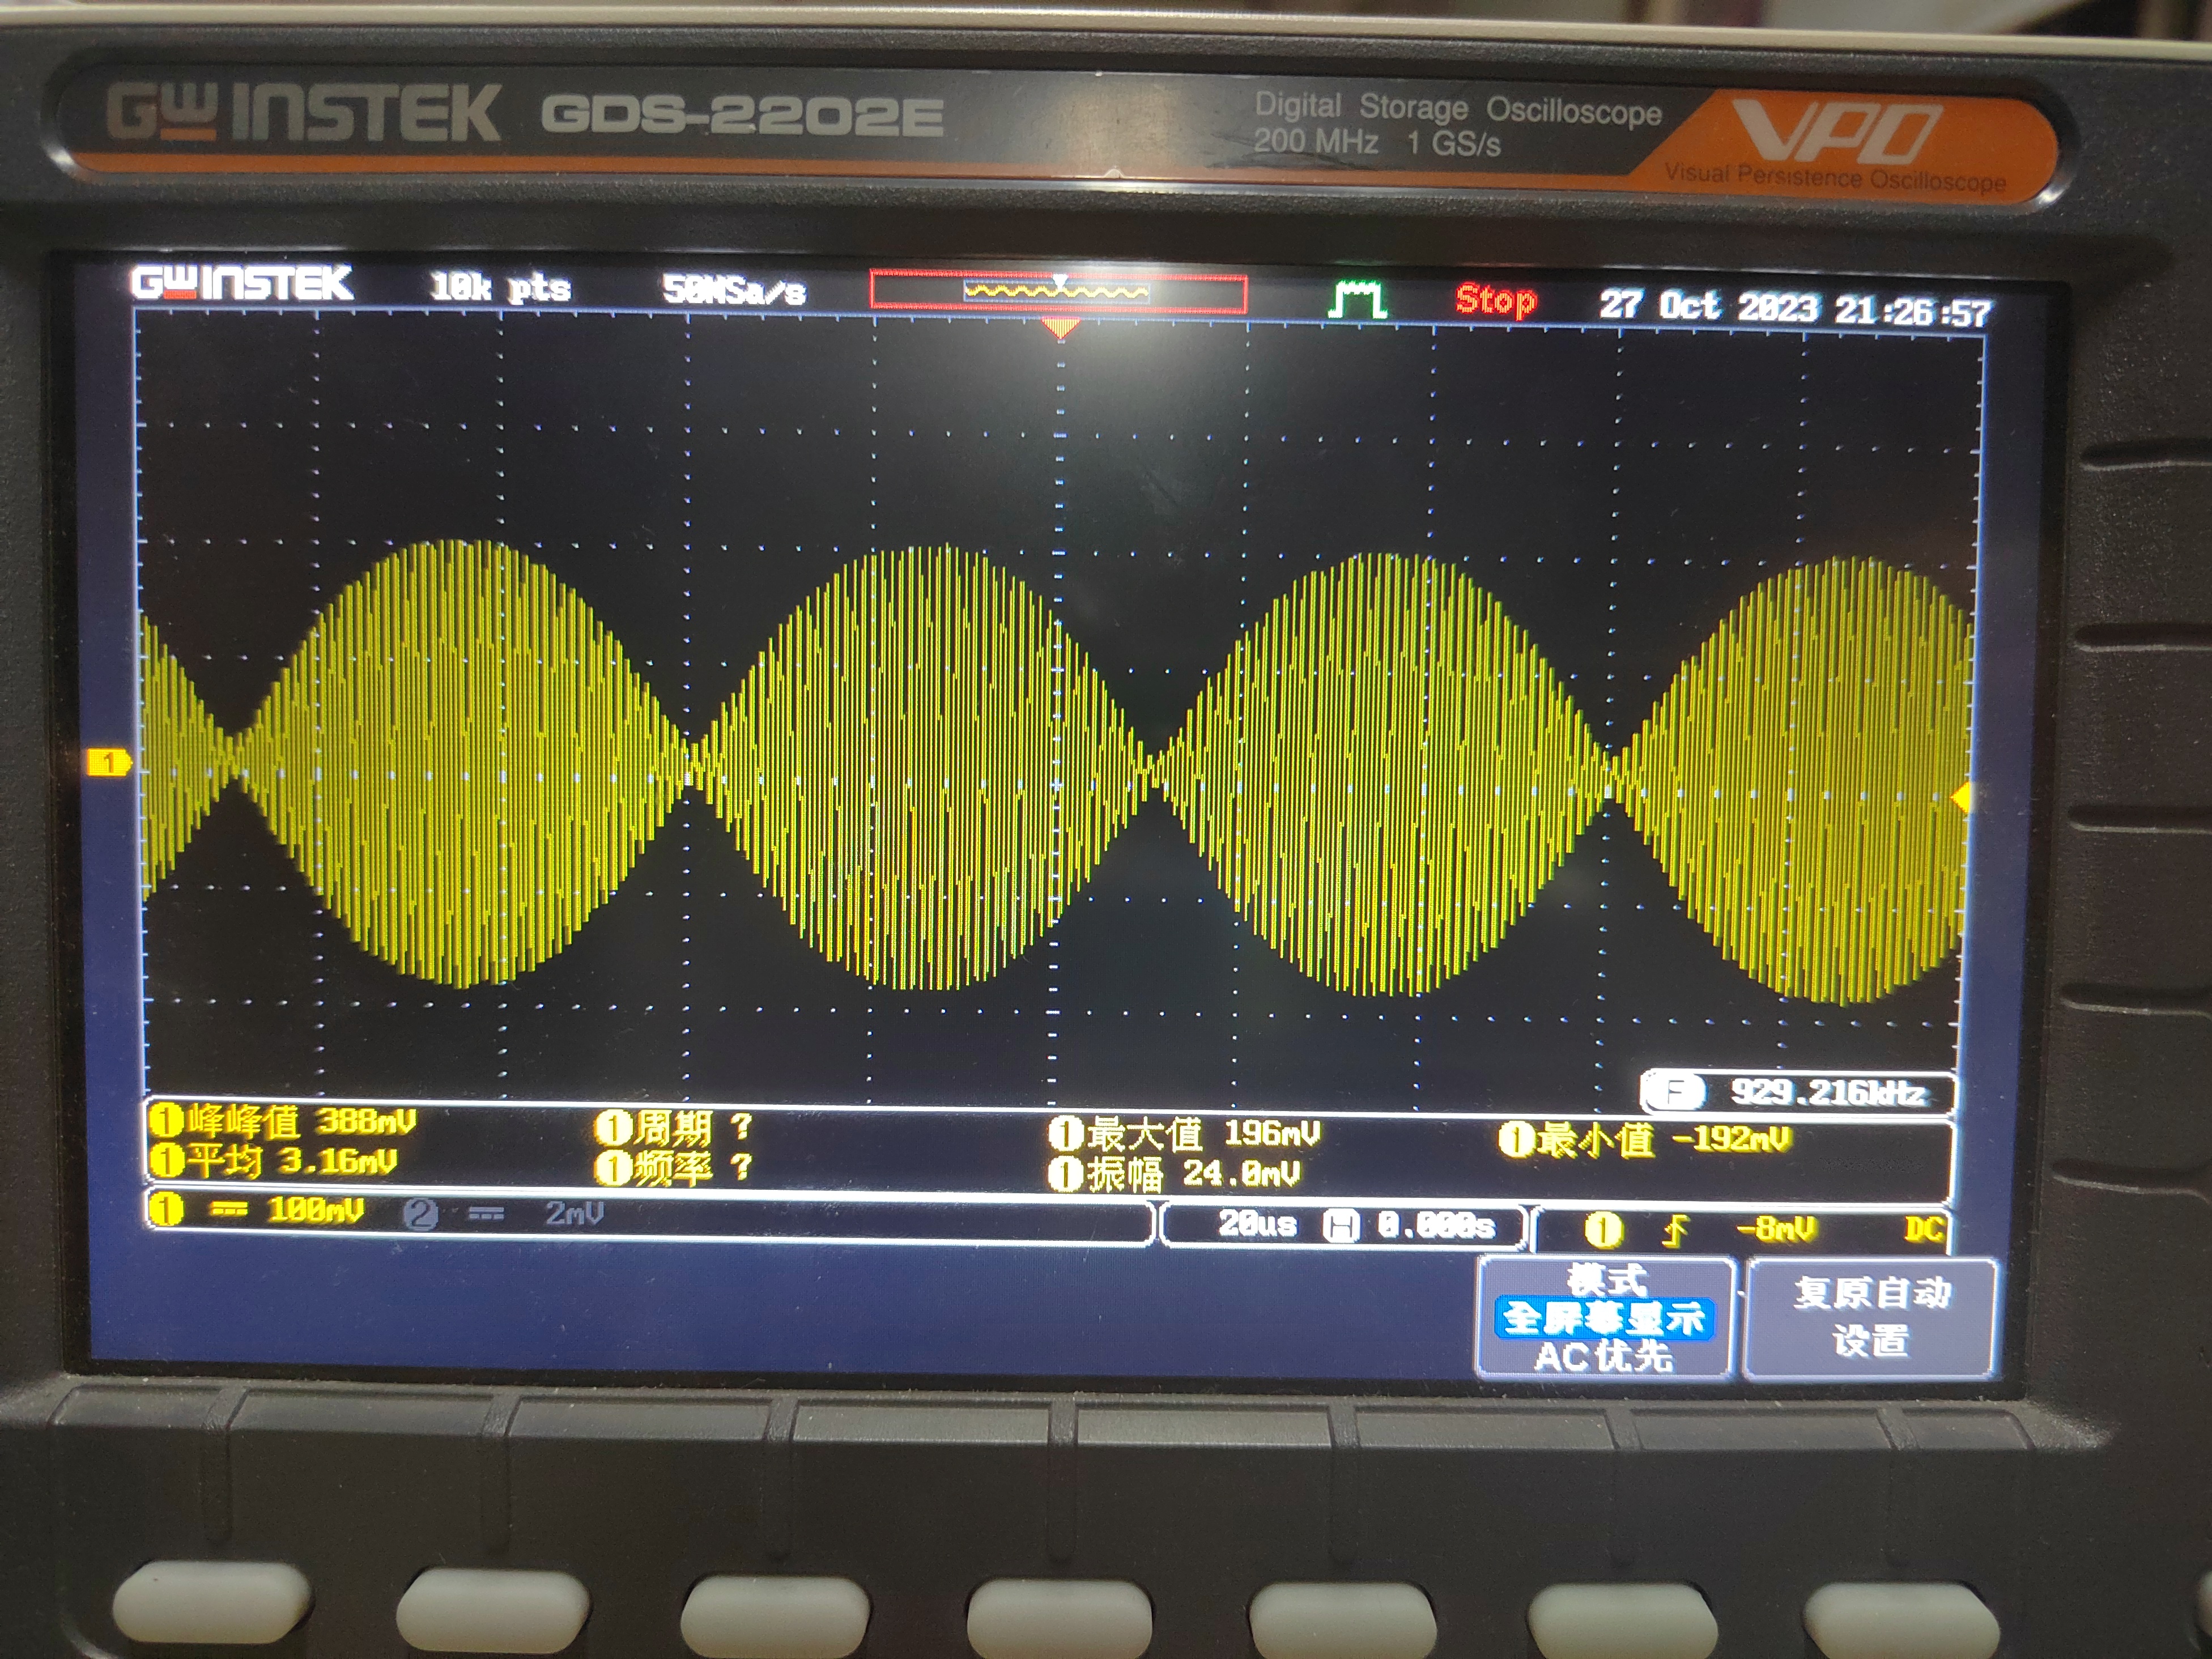 GW INSTEK GDS-2202E
Digital Storage Oscilloscope
200 MHz 1 GS/s
VPO
Visual Persistence Oscilloscope
GW INSTEK 10k pts 50MSa/s Stop 27 Oct 2023 21:26:57
1
F 929.216kHz
1 峰峰值 388mV 1 周期 ? 1 最大值 196mV 1 最小值 -192mV
1 平均 3.16mV 1 频率 ? 1 振幅 24.0mV
1 100mV 2 2mV 20us H 0.000s 1 -8mV DC
模式
全屏幕显示
AC优先
复原自动
设置